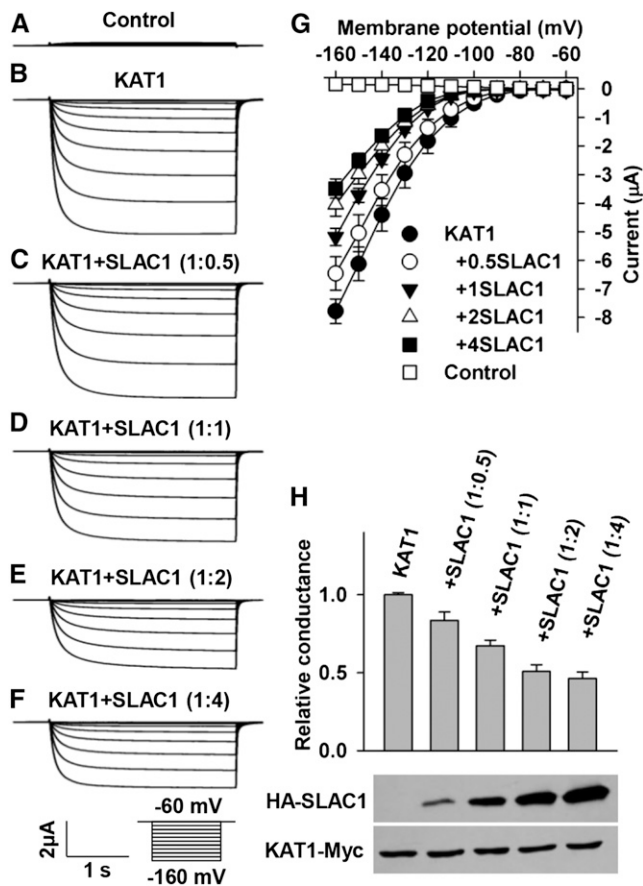 A
Control
B
KAT1
C
KAT1+SLAC1 (1:0.5)
D
KAT1+SLAC1 (1:1)
E
KAT1+SLAC1 (1:2)
F
KAT1+SLAC1 (1:4)
2µA
1 s
-60 mV
-160 mV
G
Membrane potential (mV)
-160 -140 -120 -100 -80 -60
0
-1
-2
-3
-4
-5
-6
-7
-8
Current (µA)
KAT1
+0.5SLAC1
+1SLAC1
+2SLAC1
+4SLAC1
Control
H
KAT1
+SLAC1 (1:0.5)
+SLAC1 (1:1)
+SLAC1 (1:2)
+SLAC1 (1:4)
Relative conductance
1.0
0.5
0.0
HA-SLAC1
KAT1-Myc